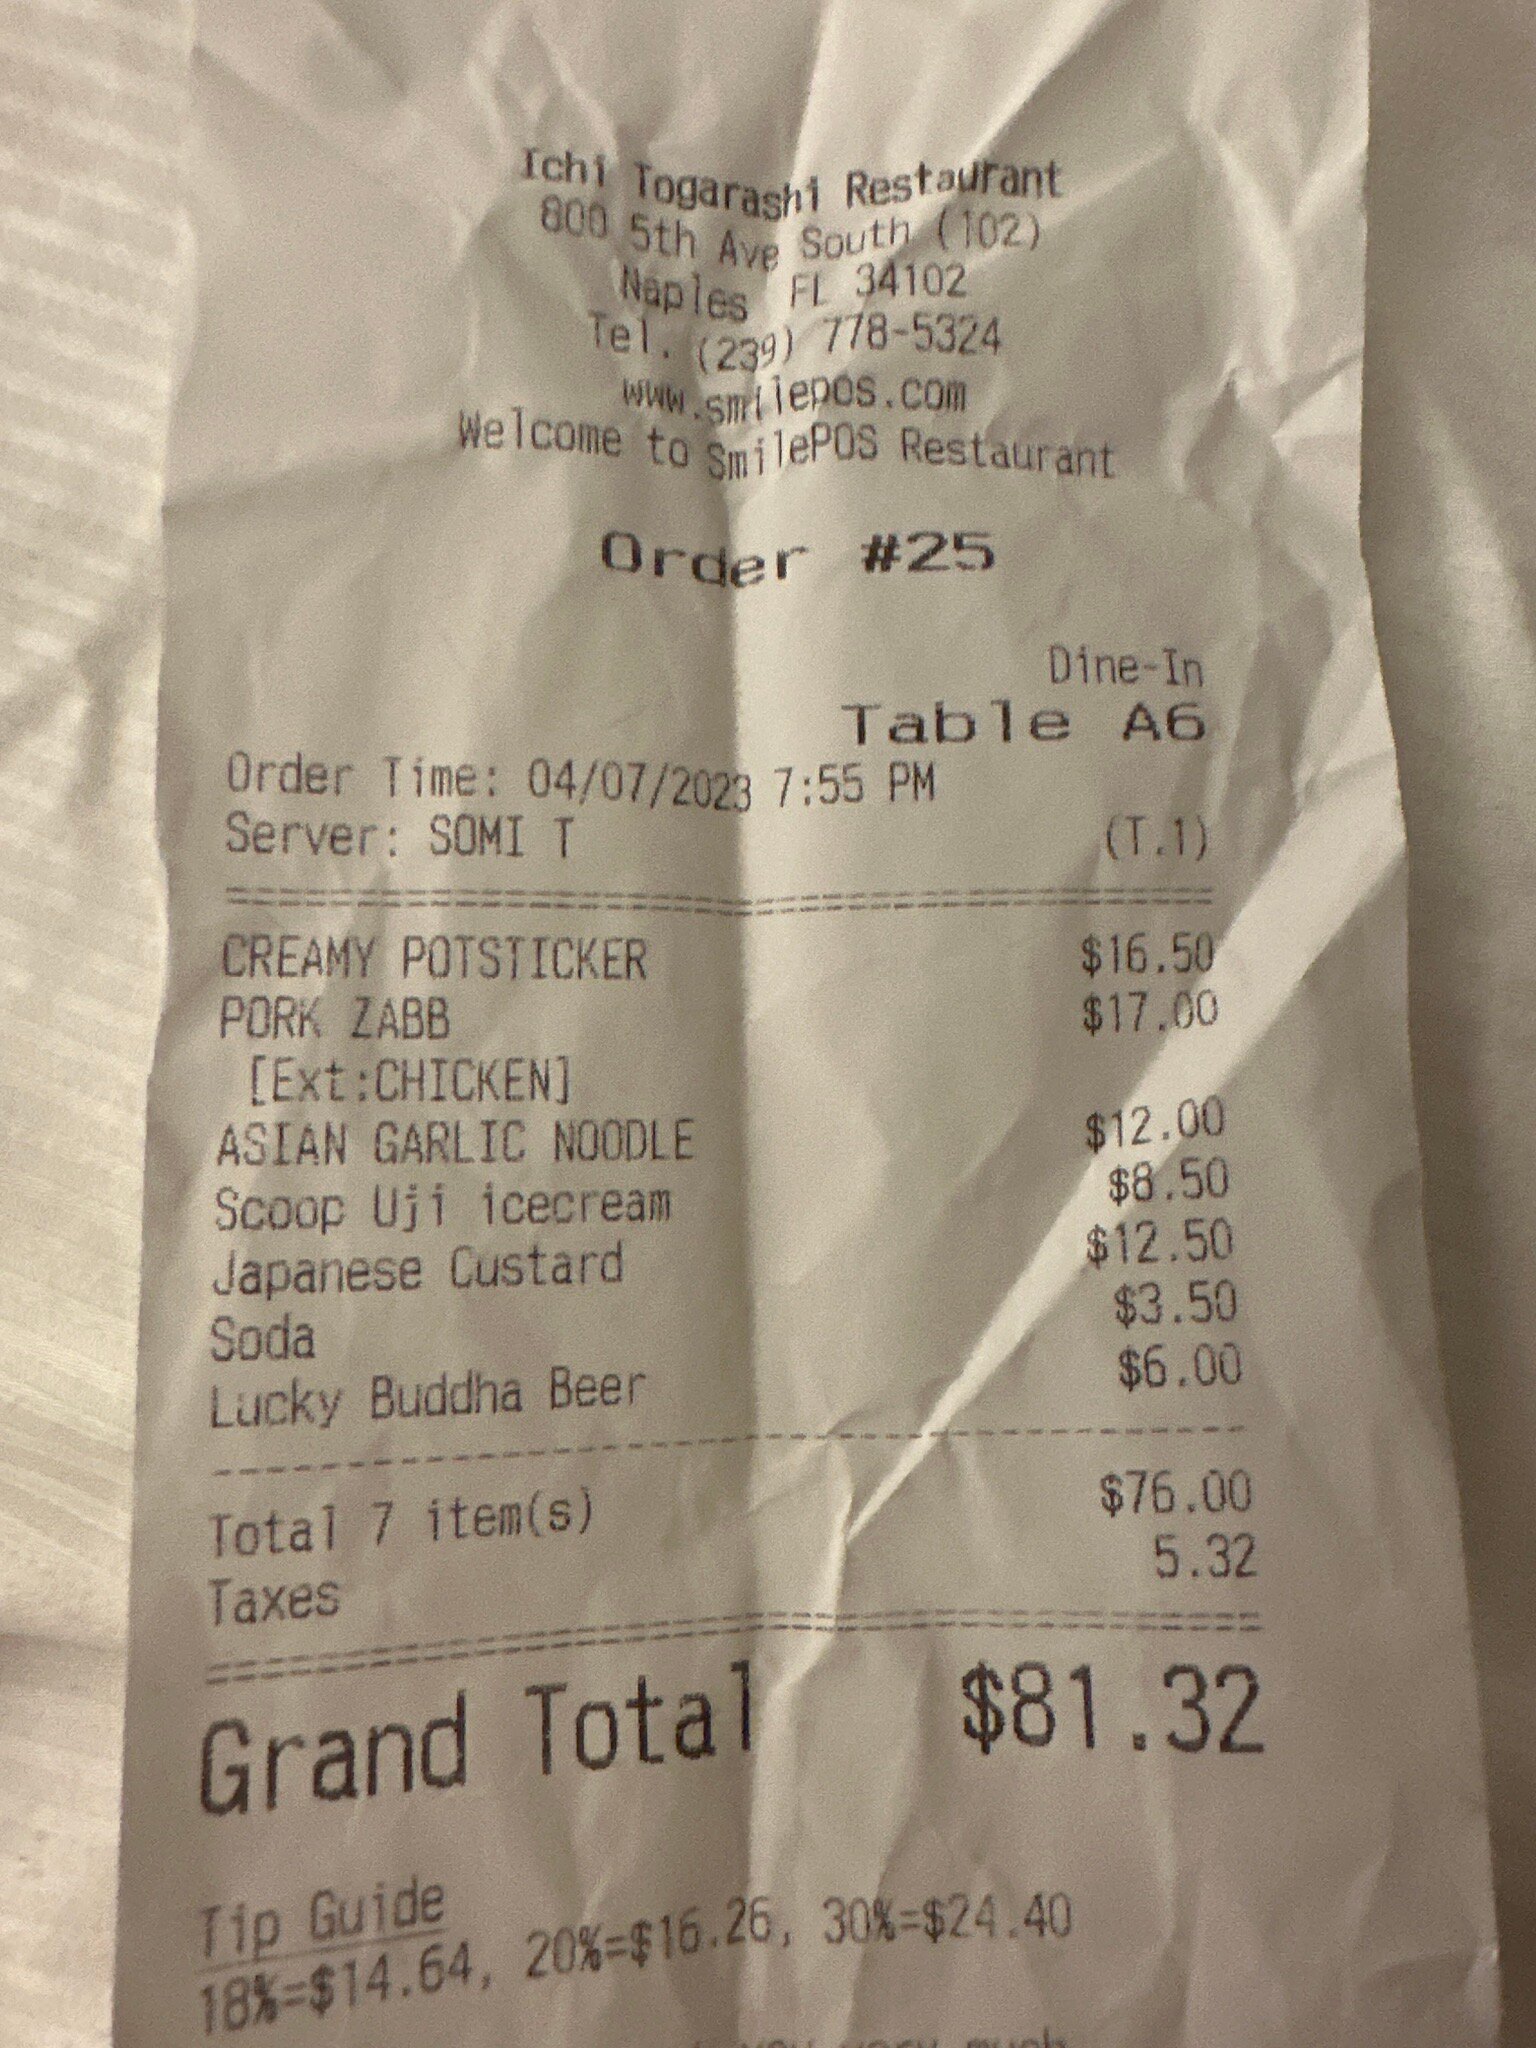 Ichi Togarashi Restaurant
800 5th Ave South (102)
Naples FL 34102
Tel. (239) 778-5324
www.smilepos.com
Welcome to SmilePOS Restaurant
Order #25
Dine-In
Table A6
Order Time: 04/07/2023 7:55 PM
Server: SOMI T (T.1)
CREAMY POTSTICKER $16.50
PORK ZABB $17.00
[Ext:CHICKEN]
ASIAN GARLIC NOODLE $12.00
Scoop Uji icecream $8.50
Japanese Custard $12.50
Soda $3.50
Lucky Buddha Beer $6.00
Total 7 item(s) $76.00
Taxes 5.32
Grand Total $81.32
Tip Guide
18%=$14.64, 20%=$16.26, 30%=$24.40
you very much